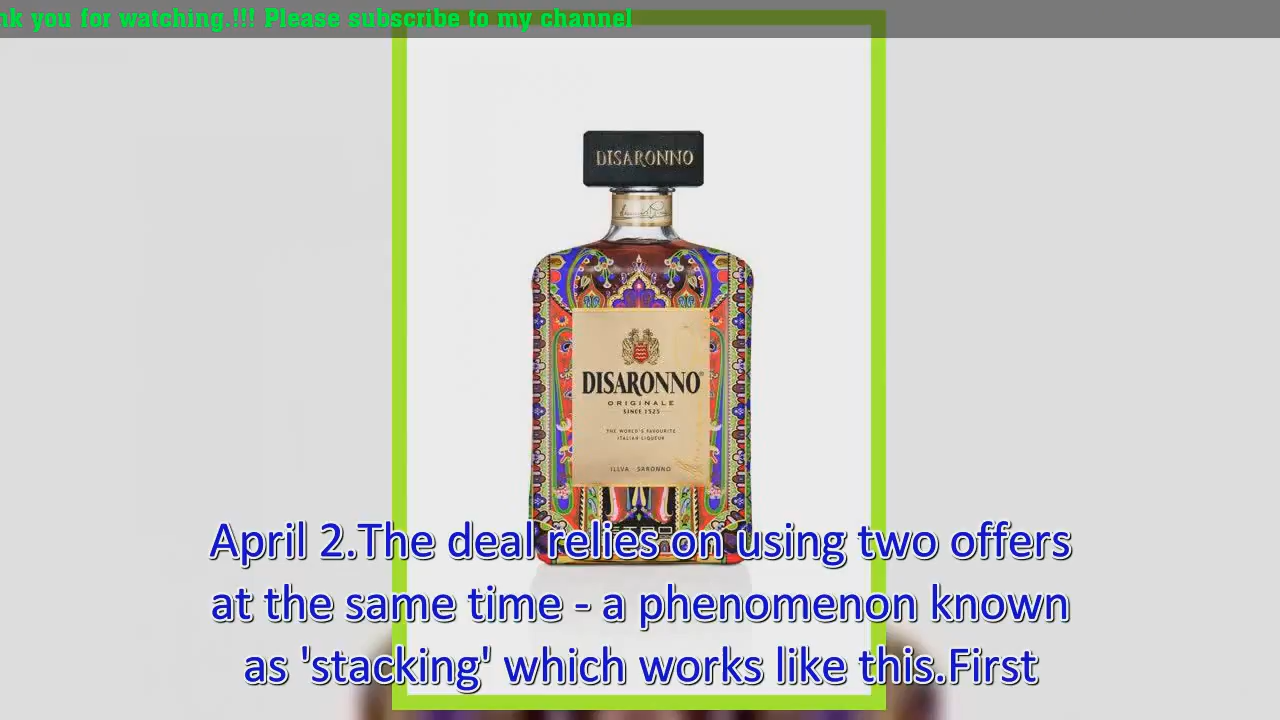 nk you for watching.!!! Please subscribe to my channel
DISARONNO
DISARONNO®
ORIGINALE
SINCE 1525
THE WORLD'S FAVOURITE
ITALIAN LIQUEUR
ILLVA SARONNO
April 2.The deal relies on using two offers
at the same time - a phenomenon known
as 'stacking' which works like this.First